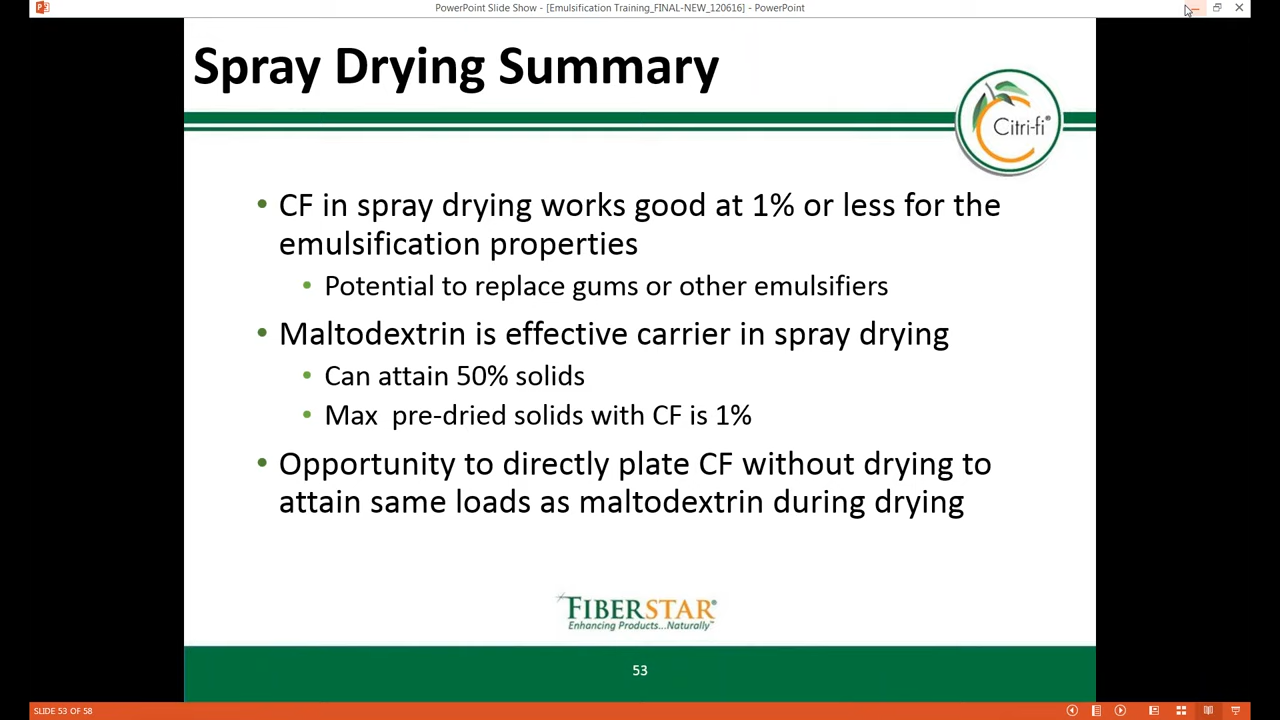 PowerPoint Slide Show - [Emulsification Training_FINAL-NEW_120616] - PowerPoint
Spray Drying Summary
Citri-fi®
• CF in spray drying works good at 1% or less for the
emulsification properties
• Potential to replace gums or other emulsifiers
• Maltodextrin is effective carrier in spray drying
• Can attain 50% solids
• Max  pre-dried solids with CF is 1%
• Opportunity to directly plate CF without drying to
attain same loads as maltodextrin during drying
FIBERSTAR®
Enhancing Products...Naturally™
53
SLIDE 53 OF 58